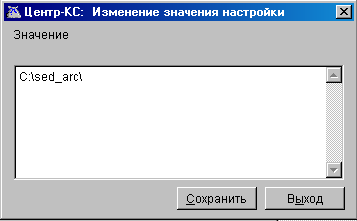 Центр-КС: Изменение значения настройки
Значение
C:\sed_arc\
Сохранить
Выход